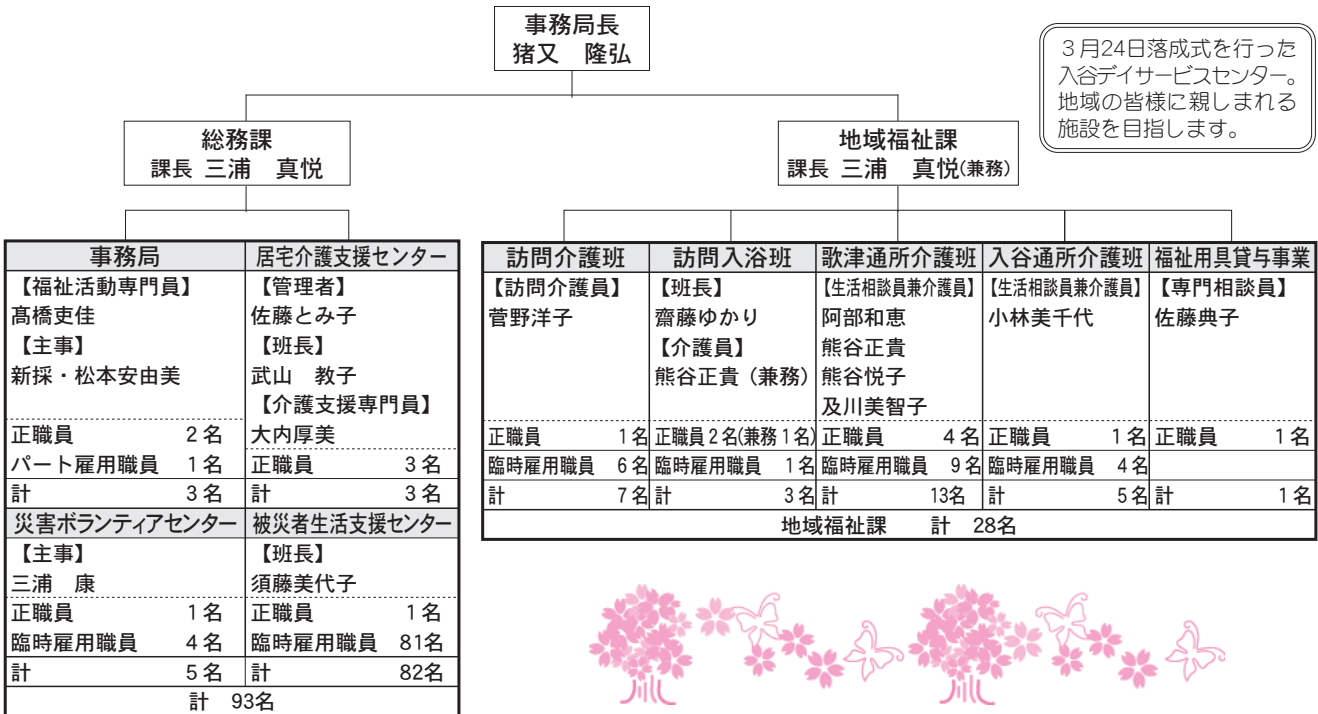 事務局長
猪又　隆弘
３月24日落成式を行った
入谷デイサービスセンター。
地域の皆様に親しまれる
施設を目指します。
総務課
課長 三浦　真悦
地域福祉課
課長 三浦　真悦(兼務)
事務局
【福祉活動専門員】
髙橋吏佳
【主事】
新採・松本安由美
正職員 2名
パート雇用職員 1名
計 3名
居宅介護支援センター
【管理者】
佐藤とみ子
【班長】
武山　教子
【介護支援専門員】
大内厚美
正職員 3名
計 3名
災害ボランティアセンター
【主事】
三浦　康
正職員 1名
臨時雇用職員 4名
計 5名
被災者生活支援センター
【班長】
須藤美代子
正職員 1名
臨時雇用職員 81名
計 82名
計　93名
訪問介護班
【訪問介護員】
菅野洋子
正職員 1名
臨時雇用職員 6名
計 7名
訪問入浴班
【班長】
齋藤ゆかり
【介護員】
熊谷正貴（兼務）
正職員２名(兼務１名)
臨時雇用職員 1名
計 3名
歌津通所介護班
【生活相談員兼介護員】
阿部和恵
熊谷正貴
熊谷悦子
及川美智子
正職員 4名
臨時雇用職員 9名
計 13名
入谷通所介護班
【生活相談員兼介護員】
小林美千代
正職員 1名
臨時雇用職員 4名
計 5名
福祉用具貸与事業
【専門相談員】
佐藤典子
正職員 1名
計 1名
地域福祉課　計　28名